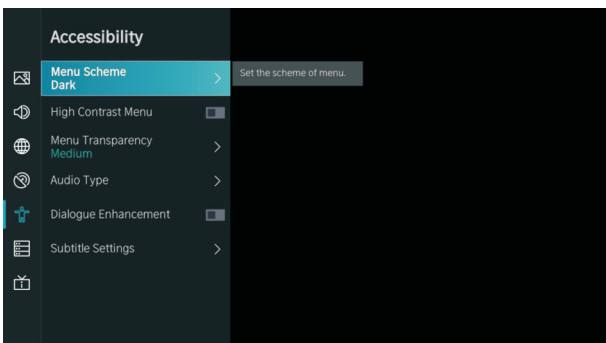 Accessibility
Menu Scheme
Dark
Set the scheme of menu.
High Contrast Menu
Menu Transparency
Medium
Audio Type
Dialogue Enhancement
Subtitle Settings